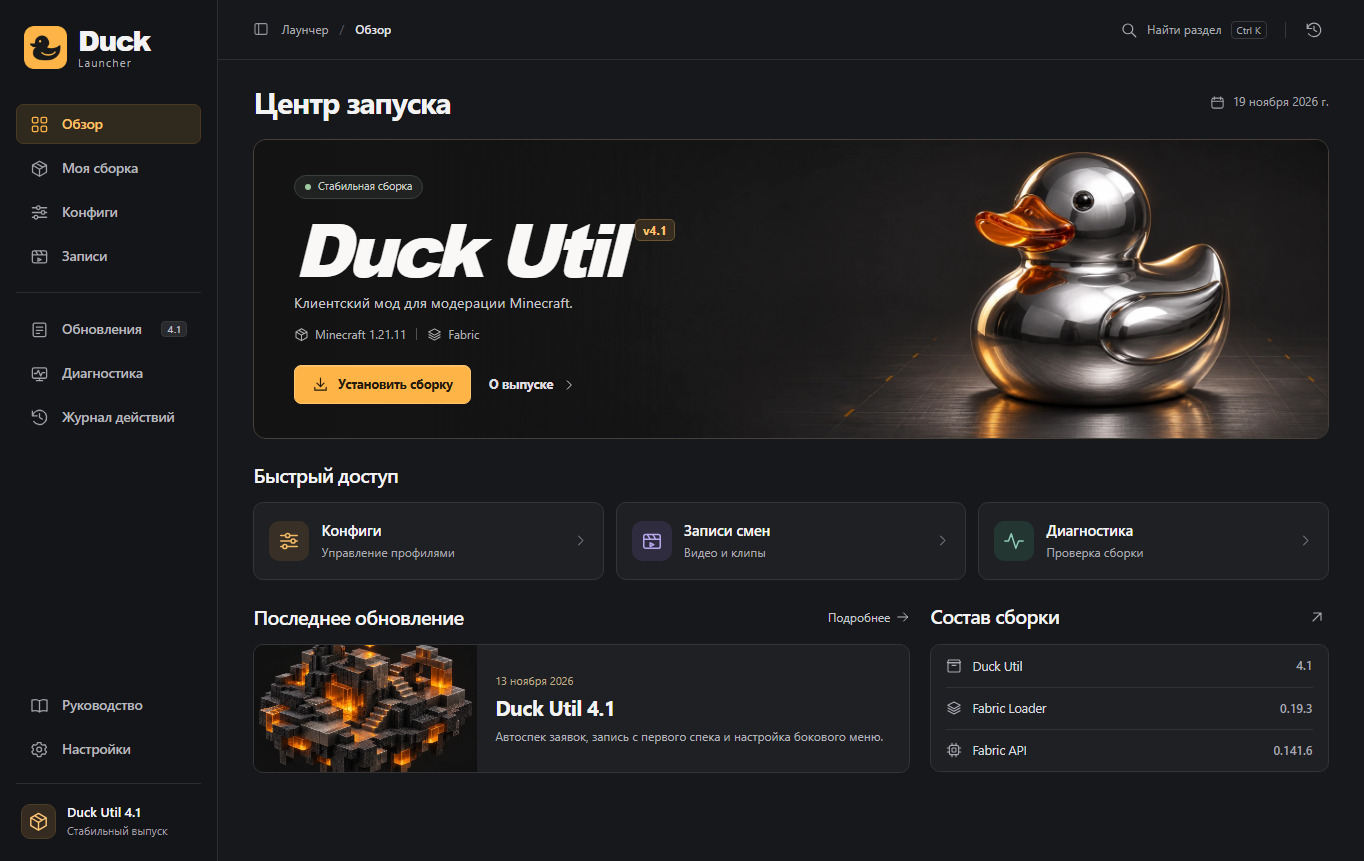 Duck
Launcher
Обзор
Моя сборка
Конфиги
Записи
Обновления 4.1
Диагностика
Журнал действий
Руководство
Настройки
Duck Util 4.1
Стабильный выпуск
Лаунчер / Обзор
Найти раздел Ctrl K
Центр запуска
19 ноября 2026 г.
Стабильная сборка
Duck Util v4.1
Клиентский мод для модерации Minecraft.
Minecraft 1.21.11 Fabric
Установить сборку О выпуске
Быстрый доступ
Конфиги
Управление профилями
Записи смен
Видео и клипы
Диагностика
Проверка сборки
Последнее обновление
Подробнее
13 ноября 2026
Duck Util 4.1
Автоспек заявок, запись с первого спека и настройка бокового меню.
Состав сборки
Duck Util 4.1
Fabric Loader 0.19.3
Fabric API 0.141.6